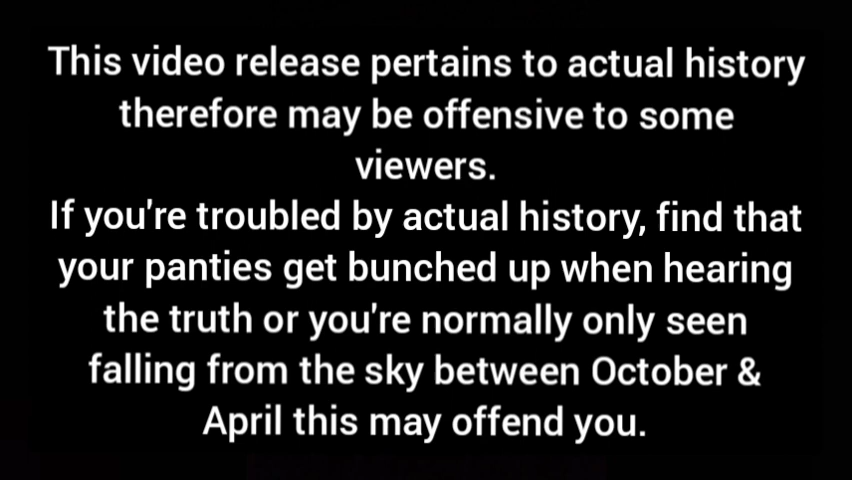 This video release pertains to actual history
therefore may be offensive to some
viewers.
If you're troubled by actual history, find that
your panties get bunched up when hearing
the truth or you're normally only seen
falling from the sky between October &
April this may offend you.